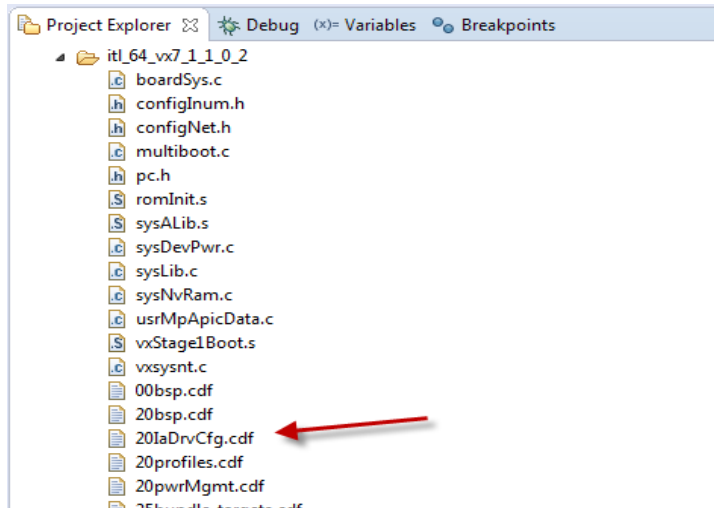 Project Explorer Debug (x)= Variables Breakpoints
itl_64_vx7_1_1_0_2
.c boardSys.c
.h configInum.h
.h configNet.h
.c multiboot.c
.h pc.h
.S romInit.s
.S sysALib.s
.c sysDevPwr.c
.c sysLib.c
.c sysNvRam.c
.c usrMpApicData.c
.S vxStage1Boot.s
.c vxsysnt.c
00bsp.cdf
20bsp.cdf
20IaDrvCfg.cdf
20profiles.cdf
20pwrMgmt.cdf